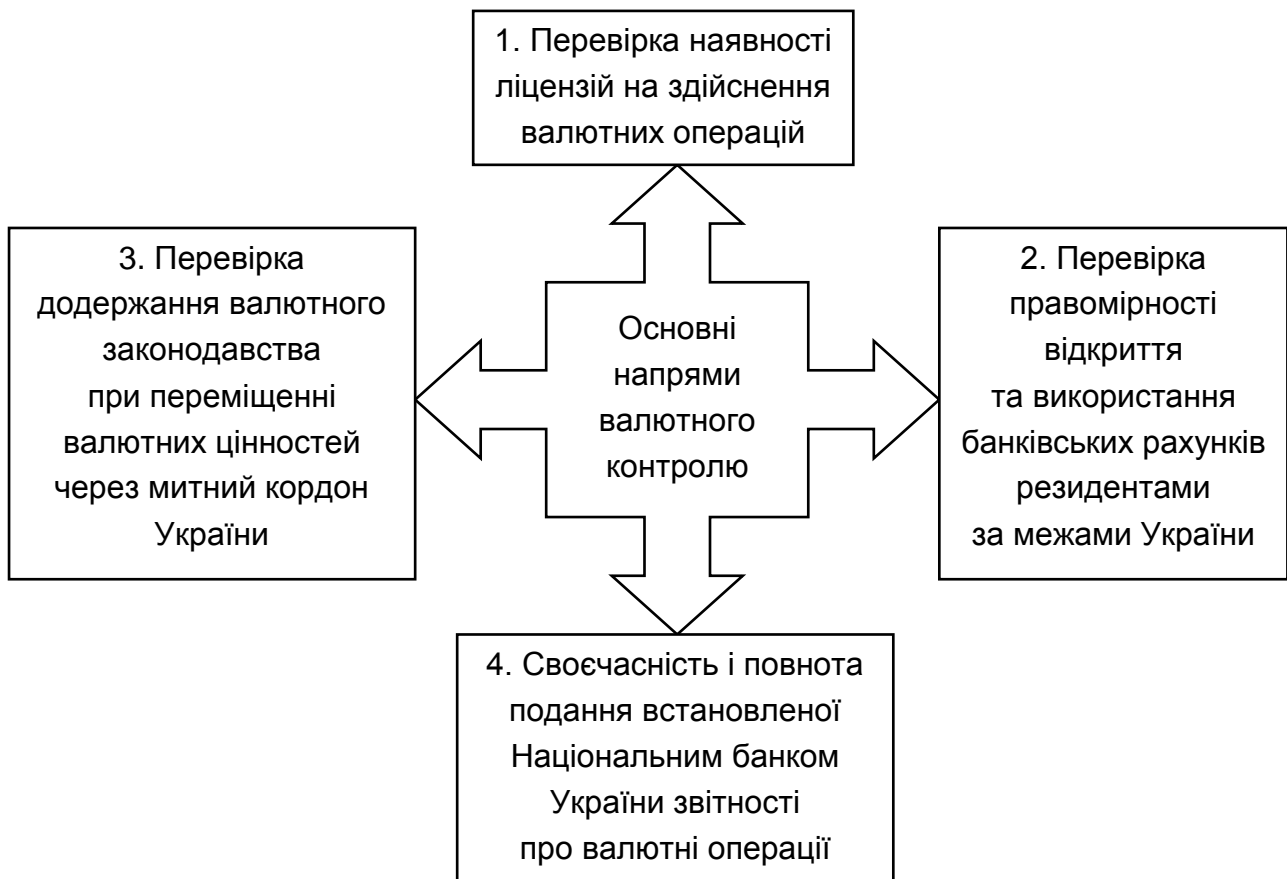 1. Перевірка наявності
ліцензій на здійснення
валютних операцій
3. Перевірка
додержання валютного
законодавства
при переміщенні
валютних цінностей
через митний кордон
України
Основні
напрями
валютного
контролю
2. Перевірка
правомірності
відкриття
та використання
банківських рахунків
резидентами
за межами України
4. Своєчасність і повнота
подання встановленої
Національним банком
України звітності
про валютні операції